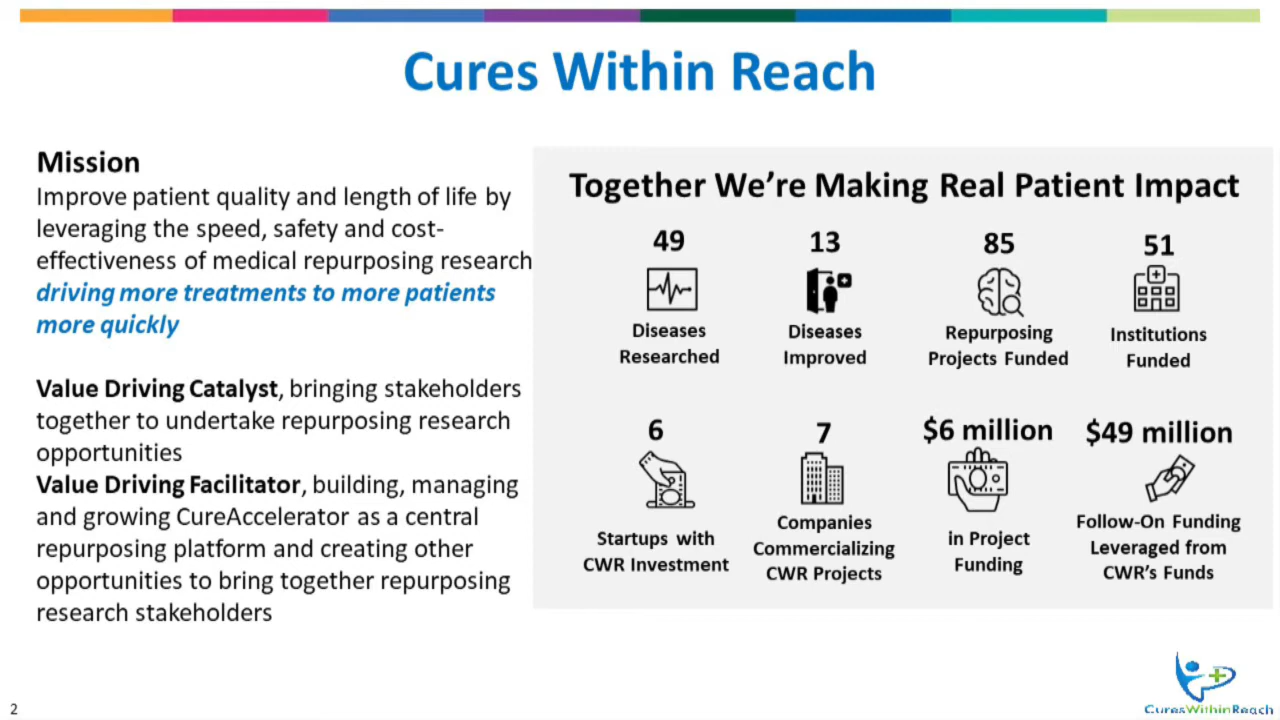 Cures Within Reach
Mission
Improve patient quality and length of life by
leveraging the speed, safety and cost-
effectiveness of medical repurposing research
driving more treatments to more patients
more quickly
Value Driving Catalyst, bringing stakeholders
together to undertake repurposing research
opportunities
Value Driving Facilitator, building, managing
and growing CureAccelerator as a central
repurposing platform and creating other
opportunities to bring together repurposing
research stakeholders
Together We're Making Real Patient Impact
49
Diseases
Researched
13
Diseases
Improved
85
Repurposing
Projects Funded
51
Institutions
Funded
6
Startups with
CWR Investment
7
Companies
Commercializing
CWR Projects
$6 million
in Project
Funding
$49 million
Follow-On Funding
Leveraged from
CWR's Funds
CuresWithinReach
2